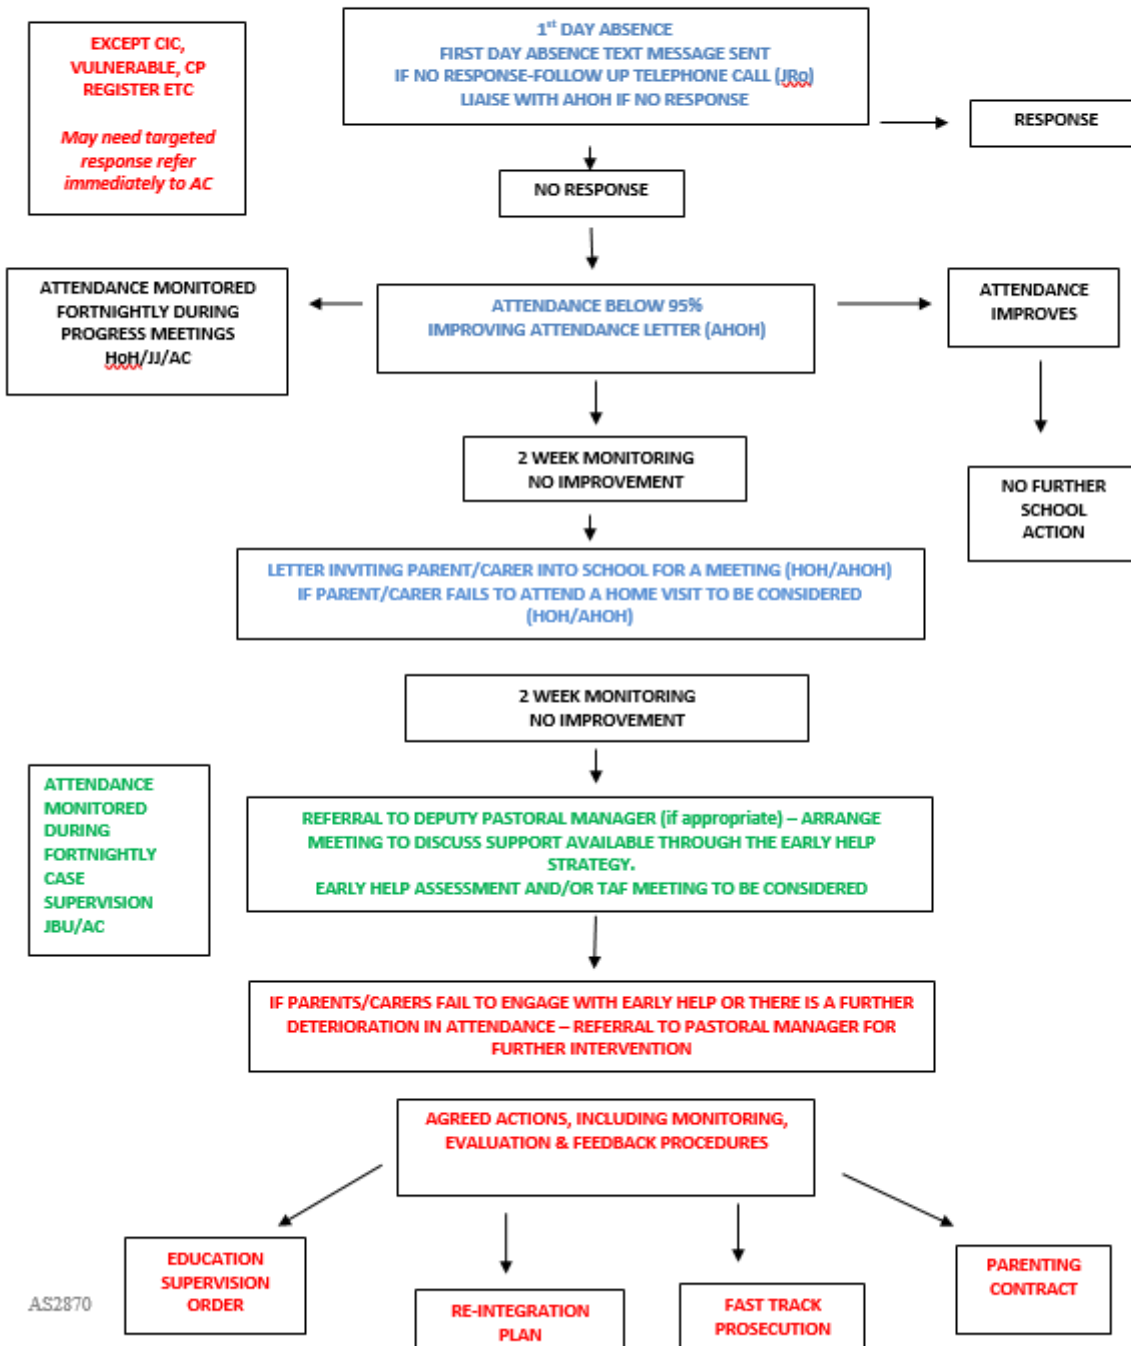 EXCEPT CIC,
VULNERABLE, CP
REGISTER ETC
May need targeted
response refer
immediately to AC
1st DAY ABSENCE
FIRST DAY ABSENCE TEXT MESSAGE SENT
IF NO RESPONSE-FOLLOW UP TELEPHONE CALL (JRo)
LIAISE WITH AHOH IF NO RESPONSE
RESPONSE
NO RESPONSE
ATTENDANCE MONITORED
FORTNIGHTLY DURING
PROGRESS MEETINGS
HoH/JJ/AC
ATTENDANCE BELOW 95%
IMPROVING ATTENDANCE LETTER (AHOH)
ATTENDANCE
IMPROVES
2 WEEK MONITORING
NO IMPROVEMENT
NO FURTHER
SCHOOL
ACTION
LETTER INVITING PARENT/CARER INTO SCHOOL FOR A MEETING (HOH/AHOH)
IF PARENT/CARER FAILS TO ATTEND A HOME VISIT TO BE CONSIDERED
(HOH/AHOH)
2 WEEK MONITORING
NO IMPROVEMENT
ATTENDANCE
MONITORED
DURING
FORTNIGHTLY
CASE
SUPERVISION
JBU/AC
REFERRAL TO DEPUTY PASTORAL MANAGER (if appropriate) – ARRANGE
MEETING TO DISCUSS SUPPORT AVAILABLE THROUGH THE EARLY HELP
STRATEGY.
EARLY HELP ASSESSMENT AND/OR TAF MEETING TO BE CONSIDERED
IF PARENTS/CARERS FAIL TO ENGAGE WITH EARLY HELP OR THERE IS A FURTHER
DETERIORATION IN ATTENDANCE – REFERRAL TO PASTORAL MANAGER FOR
FURTHER INTERVENTION
AGREED ACTIONS, INCLUDING MONITORING,
EVALUATION & FEEDBACK PROCEDURES
EDUCATION
SUPERVISION
ORDER
RE-INTEGRATION
PLAN
FAST TRACK
PROSECUTION
PARENTING
CONTRACT
AS2870